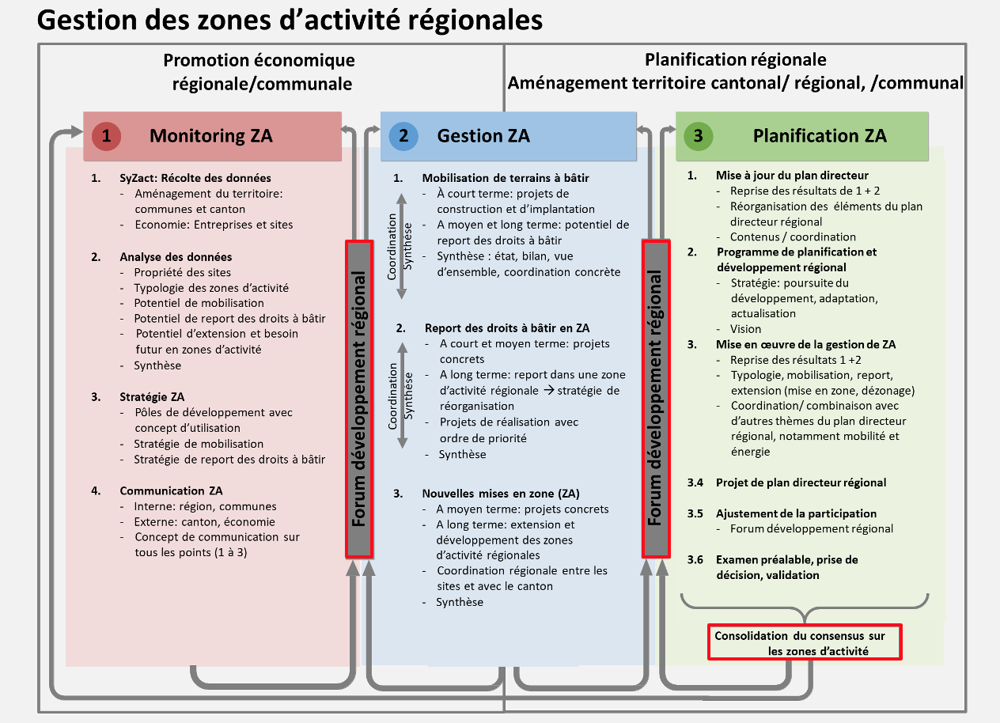 Gestion des zones d’activité régionales
Promotion économique
régionale/communale
Planification régionale
Aménagement territoire cantonal/ régional, /communal
1 Monitoring ZA
1. SyZact: Récolte des données
- Aménagement du territoire:
communes et canton
- Economie: Entreprises et sites
2. Analyse des données
- Propriété des sites
- Typologie des zones d’activité
- Potentiel de mobilisation
- Potentiel de report des droits à bâtir
- Potentiel d’extension et besoin
futur en zones d’activité
- Synthèse
3. Stratégie ZA
- Pôles de développement avec
concept d’utilisation
- Stratégie de mobilisation
- Stratégie de report des droits à bâtir
4. Communication ZA
- Interne: région, communes
- Externe: canton, économie
- Concept de communication sur
tous les points (1 à 3)
Forum développement régional
2 Gestion ZA
1. Mobilisation de terrains à bâtir
- À court terme: projets de
construction et d’implantation
- A moyen et long terme: potentiel de
report des droits à bâtir
- Synthèse : état, bilan, vue
d’ensemble, coordination concrète
Coordination
Synthèse
2. Report des droits à bâtir en ZA
- A court et moyen terme: projets
concrets
- A long terme: report dans une zone
d’activité régionale → stratégie de
réorganisation
- Projets de réalisation avec
ordre de priorité
- Synthèse
Coordination
Synthèse
3. Nouvelles mises en zone (ZA)
- A moyen terme: projets concrets
- A long terme: extension et
développement des zones
d’activité régionales
- Coordination régionale entre les
sites et avec le canton
- Synthèse
Forum développement régional
3 Planification ZA
1. Mise à jour du plan directeur
- Reprise des résultats de 1 + 2
- Réorganisation des éléments du plan
directeur régional
- Contenus / coordination
2. Programme de planification et
développement régional
- Stratégie: poursuite du
développement, adaptation,
actualisation
- Vision
3. Mise en œuvre de la gestion de ZA
- Reprise des résultats 1 +2
- Typologie, mobilisation, report,
extension (mise en zone, dézonage)
- Coordination/ combinaison avec
d’autres thèmes du plan directeur
régional, notamment mobilité et
énergie
3.4 Projet de plan directeur régional
3.5 Ajustement de la participation
- Forum développement régional
3.6 Examen préalable, prise de
décision, validation
Consolidation du consensus sur
les zones d’activité